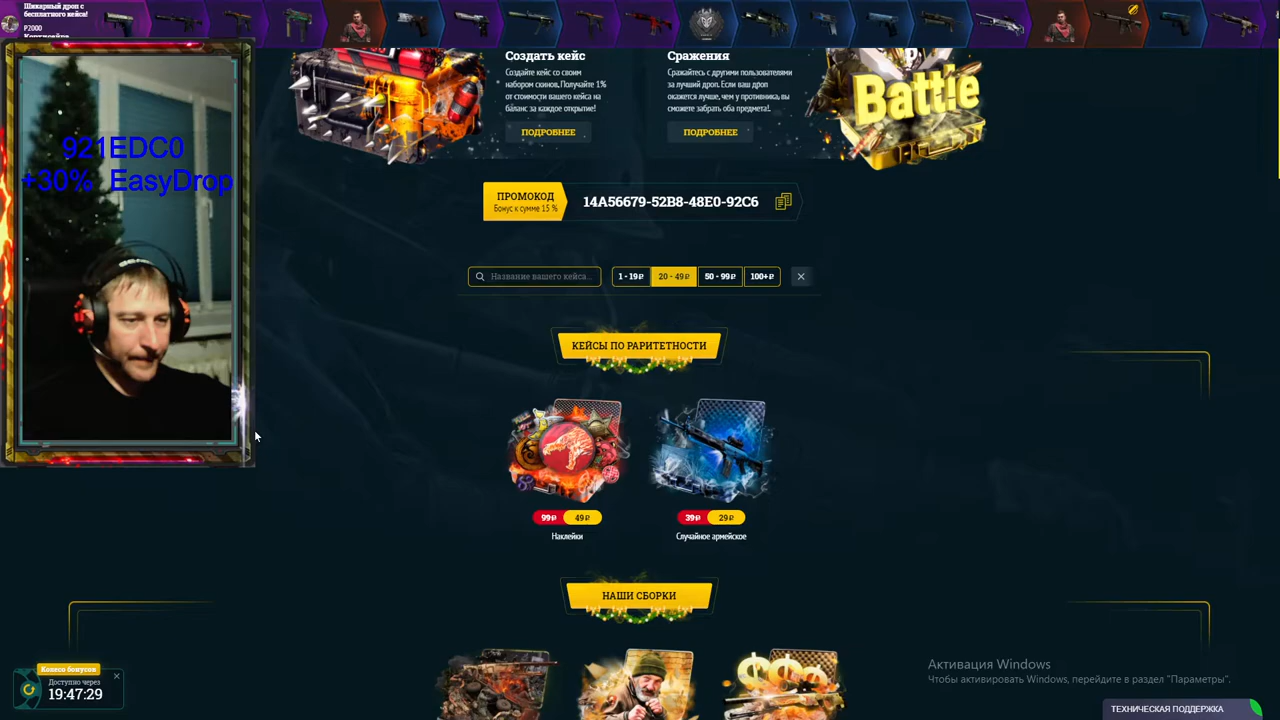 Шикарный дроп с
бесплатного кейса!
P2000
921EDC0
+30% EasyDrop
Создать кейс
Создайте кейс со своим
набором скинов. Получайте 1%
от стоимости вашего кейса на
баланс за каждое открытие!
ПОДРОБНЕЕ
Сражения
Сражайтесь с другими пользователями
за лучший дроп. Если ваш дроп
окажется лучше, чем у противника, вы
сможете забрать оба предмета!
ПОДРОБНЕЕ
Battle
ПРОМОКОД
Бонус к сумме 15 %
14A56679-52B8-48E0-92C6
Название вашего кейса...
1 - 19₽
20 - 49₽
50 - 99₽
100+₽
КЕЙСЫ ПО РАРИТЕТНОСТИ
99₽ 49₽
Наклейки
39₽ 29₽
Случайное армейское
НАШИ СБОРКИ
$$$
Колесо бонусов
Доступно через
19:47:29
Активация Windows
Чтобы активировать Windows, перейдите в раздел "Параметры".
ТЕХНИЧЕСКАЯ ПОДДЕРЖКА